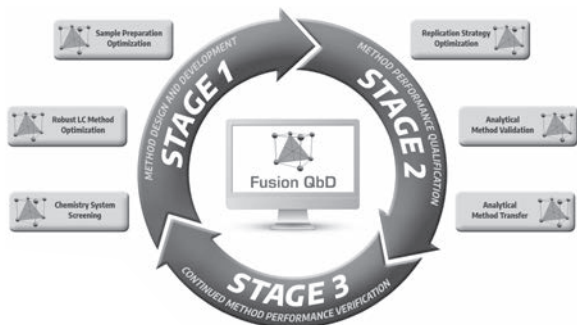 Sample Preparation
Optimization
Robust LC Method
Optimization
Chemistry System
Screening
METHOD DESIGN AND DEVELOPMENT
STAGE 1
Fusion QbD
METHOD PERFORMANCE QUALIFICATION
STAGE 2
Replication Strategy
Optimization
Analytical
Method Validation
Analytical
Method Transfer
STAGE 3
CONTINUED METHOD PERFORMANCE VERIFICATION